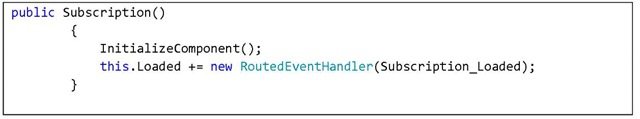 public Subscription()
{
InitializeComponent();
this.Loaded += new RoutedEventHandler(Subscription_Loaded);
}